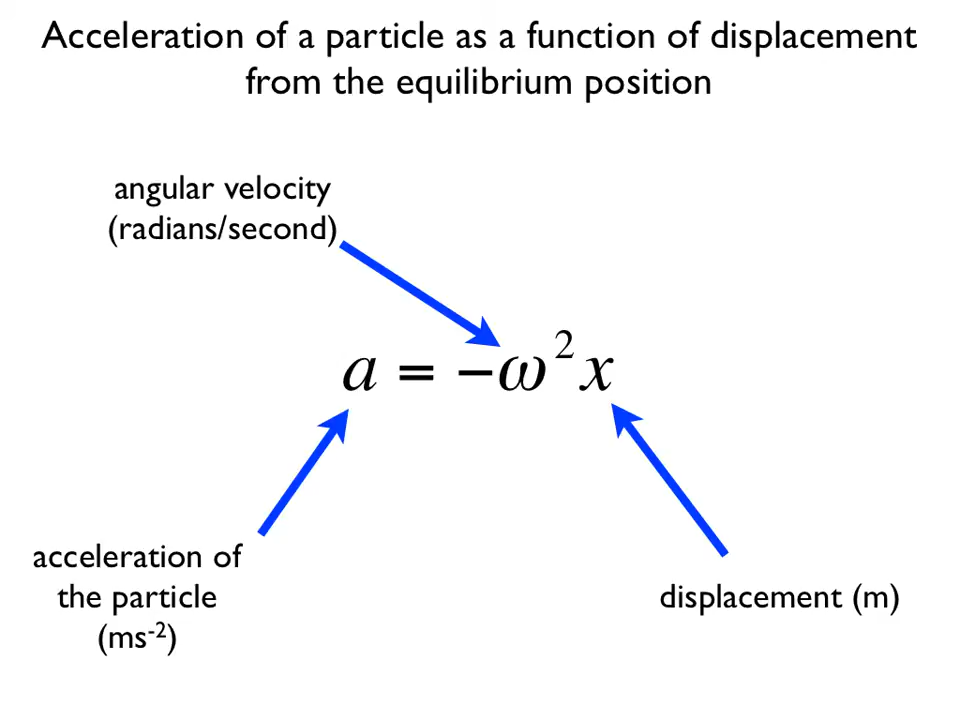 Acceleration of a particle as a function of displacement
from the equilibrium position
angular velocity
(radians/second)
a = −ω²x
acceleration of
the particle
(ms⁻²)
displacement (m)